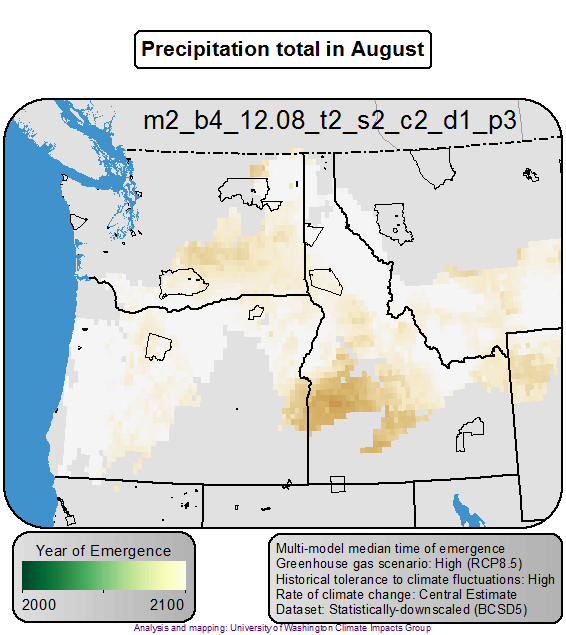 Precipitation total in August
m2_b4_12.08_t2_s2_c2_d1_p3
Year of Emergence
2000 2100
Multi-model median time of emergence
Greenhouse gas scenario: High (RCP8.5)
Historical tolerance to climate fluctuations: High
Rate of climate change: Central Estimate
Dataset: Statistically-downscaled (BCSD5)
Analysis and mapping: University of Washington Climate Impacts Group